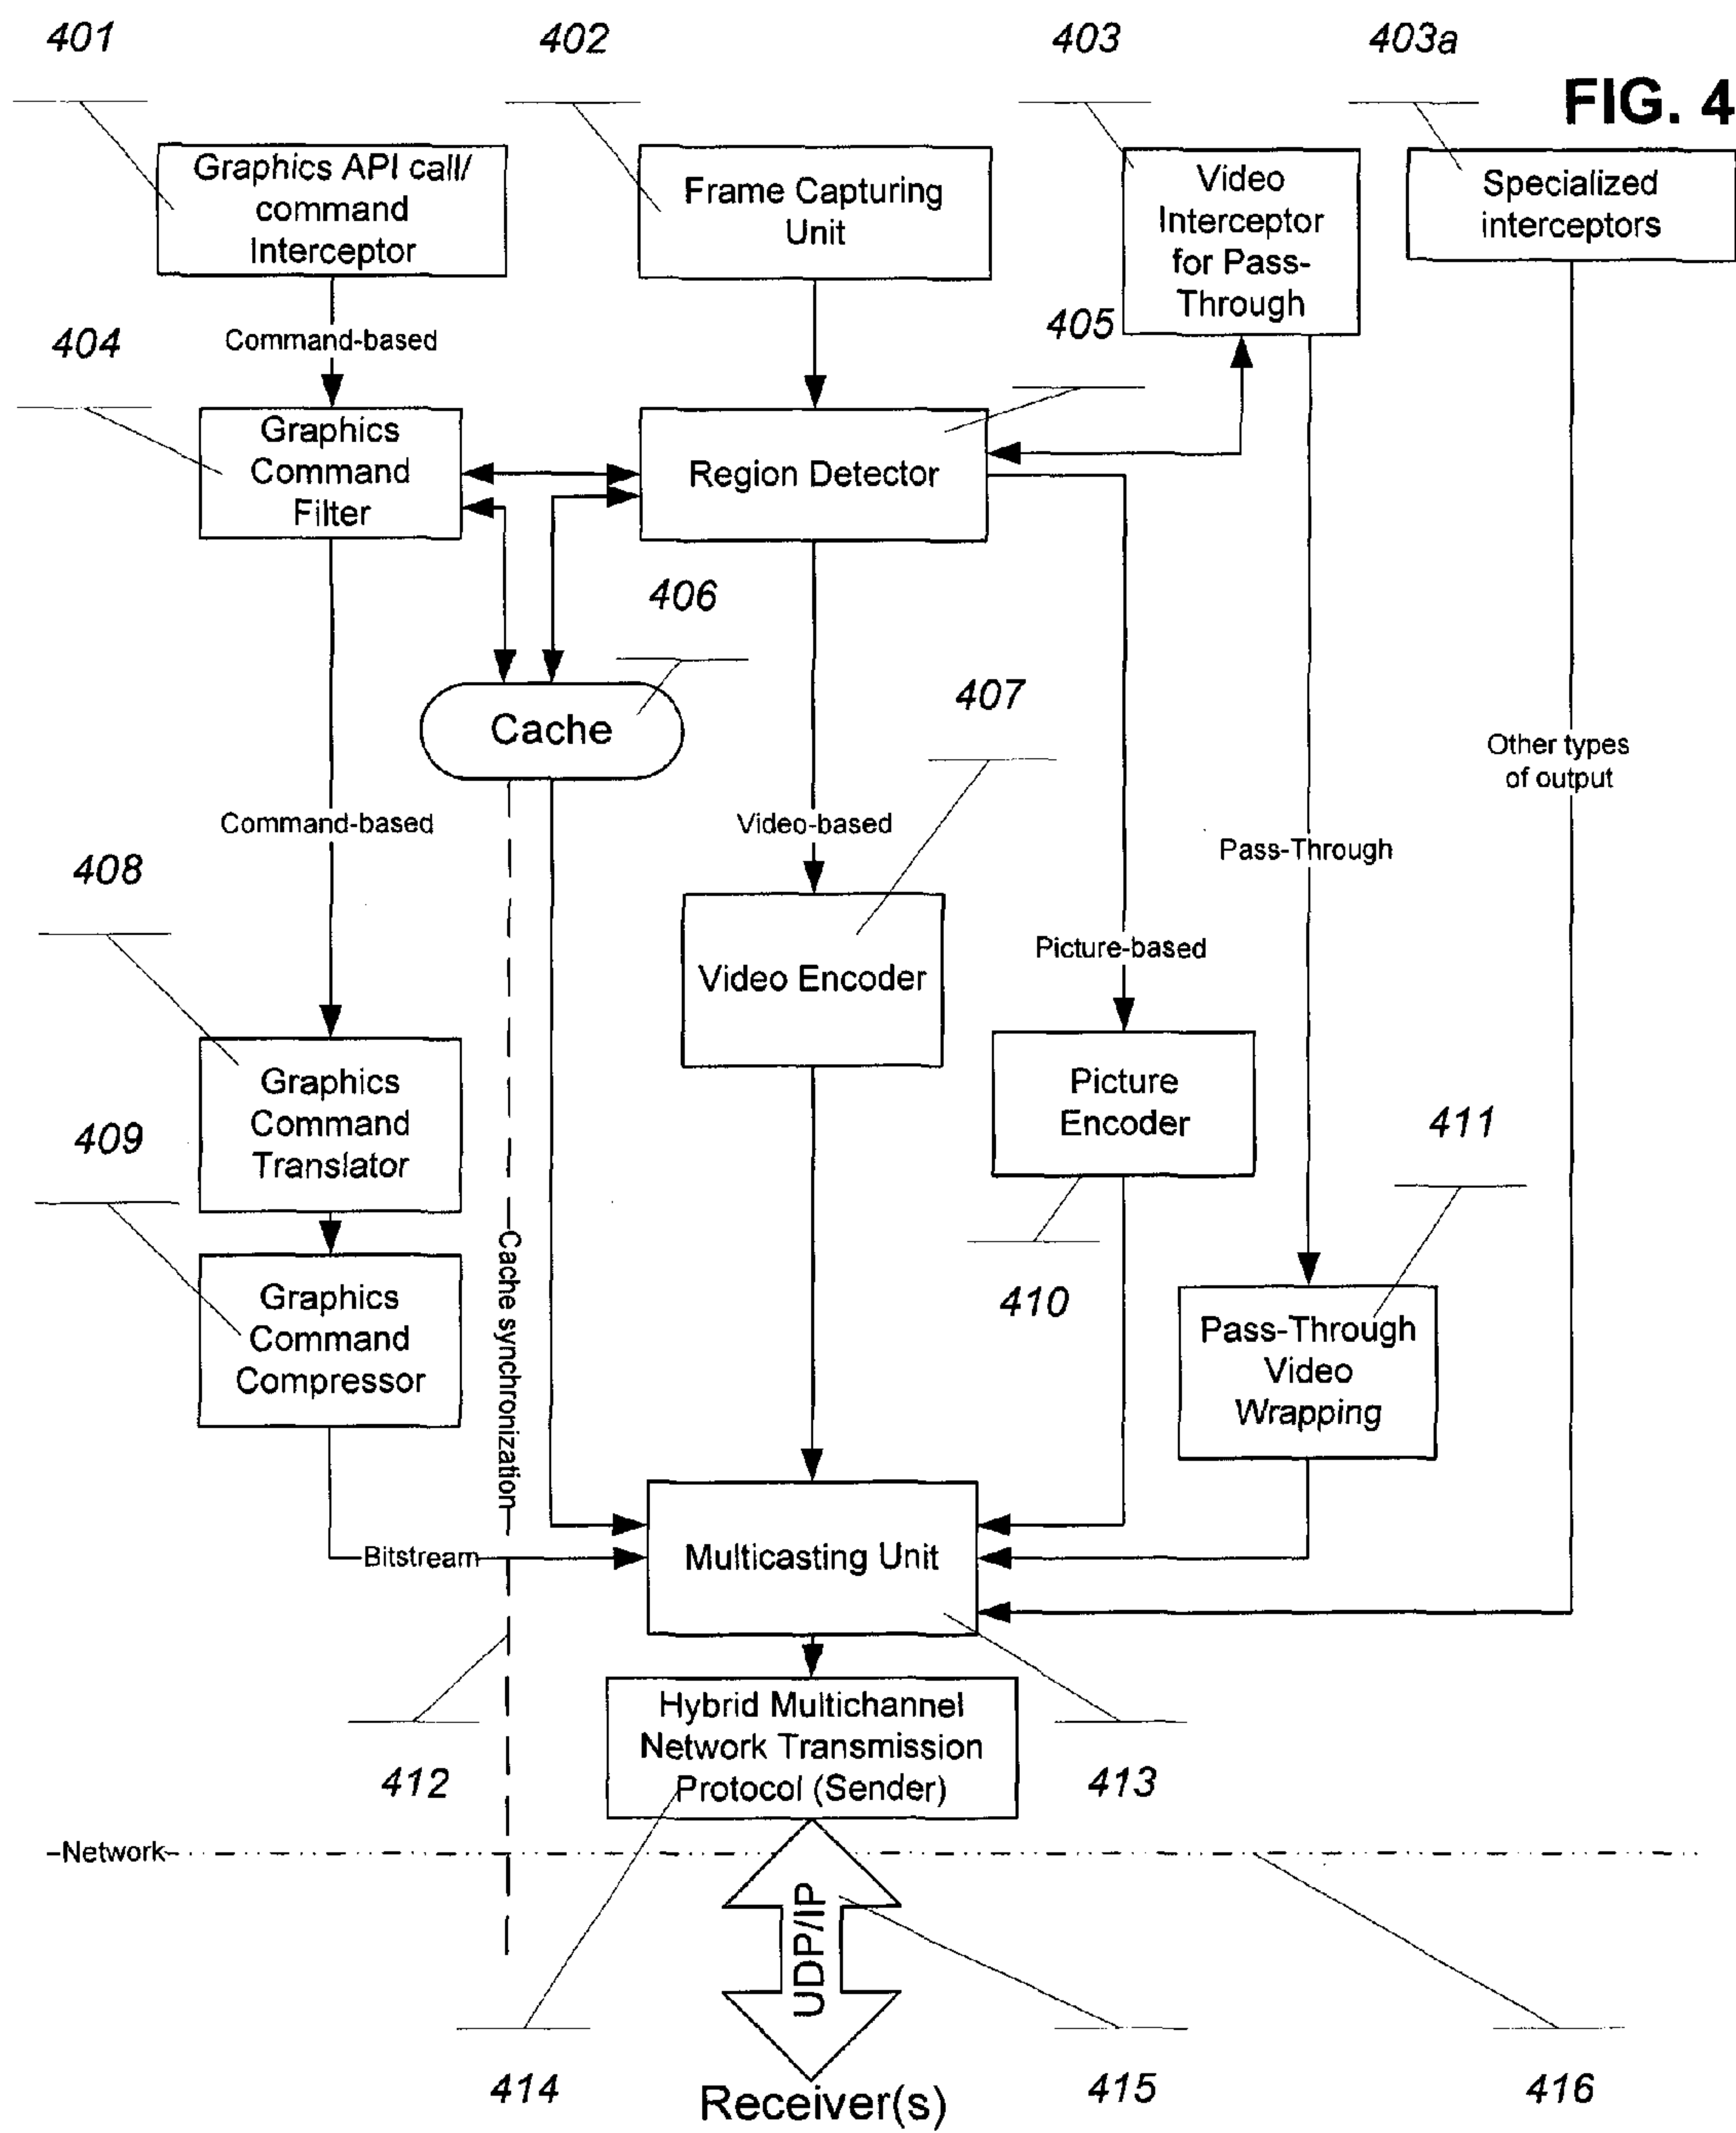 401
402
403
403a
FIG. 4
Graphics API call/
command
Interceptor
Frame Capturing
Unit
Video
Interceptor
for Pass-
Through
Specialized
interceptors
404
Command-based
405
Graphics
Command
Filter
Region Detector
406
Cache
407
Other types
of output
Command-based
Video-based
Pass-Through
408
Picture-based
Video Encoder
Graphics
Command
Translator
Picture
Encoder
409
411
Cache synchronization
Graphics
Command
Compressor
410
Pass-Through
Video
Wrapping
Bitstream
Multicasting Unit
Hybrid Multichannel
Network Transmission
Protocol (Sender)
412
413
Network
UDP/IP
414
Receiver(s)
415
416